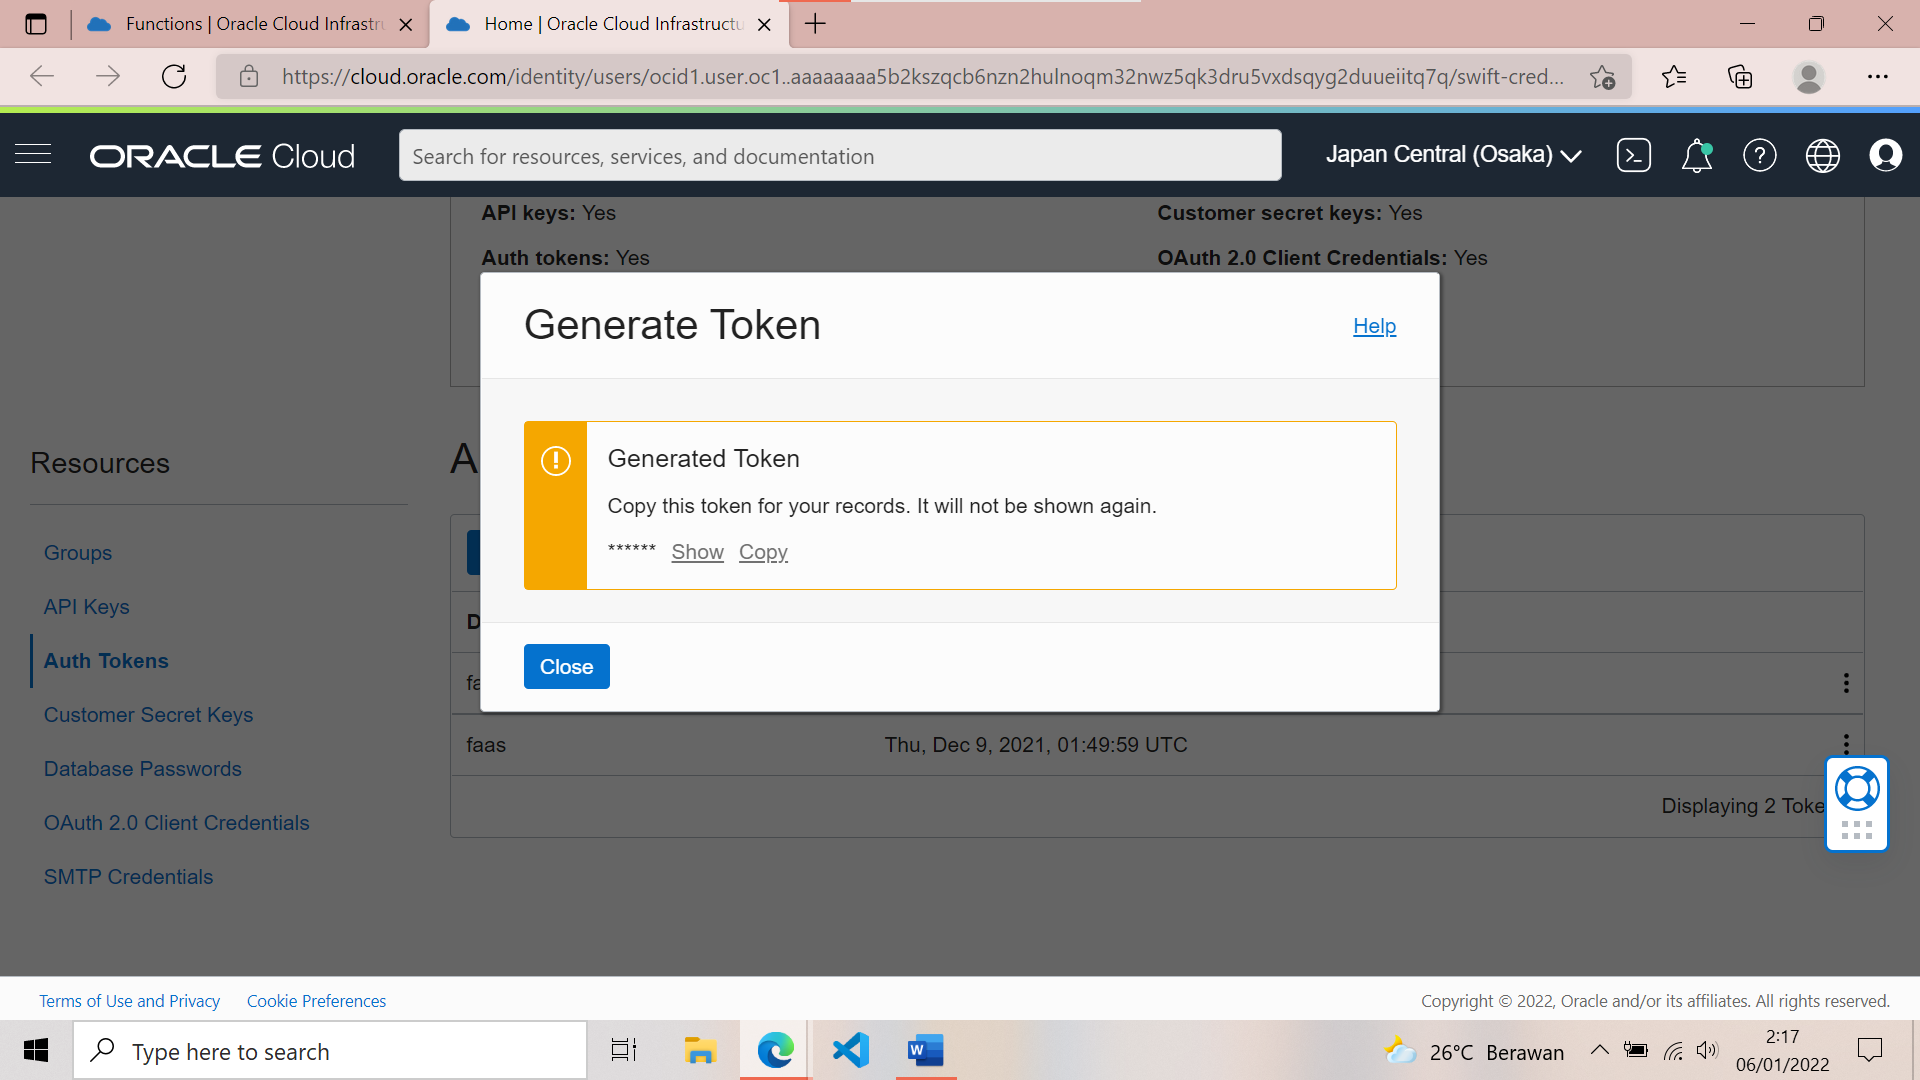 Functions | Oracle Cloud Infrastru
Home | Oracle Cloud Infrastructu
https://cloud.oracle.com/identity/users/ocid1.user.oc1..aaaaaaaa5b2kszqcb6nzn2hulnoqm32nwz5qk3dru5vxdsqyg2duueiitq7q/swift-cred...
ORACLE Cloud
Search for resources, services, and documentation
Japan Central (Osaka)
API keys: Yes
Customer secret keys: Yes
Auth tokens: Yes
OAuth 2.0 Client Credentials: Yes
Generate Token
Help
Generated Token
Copy this token for your records. It will not be shown again.
****** Show Copy
Close
Resources
A
Groups
API Keys
D
Auth Tokens
fa
Customer Secret Keys
faas
Thu, Dec 9, 2021, 01:49:59 UTC
Database Passwords
Displaying 2 Toke
OAuth 2.0 Client Credentials
SMTP Credentials
Terms of Use and Privacy
Cookie Preferences
Copyright © 2022, Oracle and/or its affiliates. All rights reserved.
Type here to search
26°C Berawan
2:17
06/01/2022